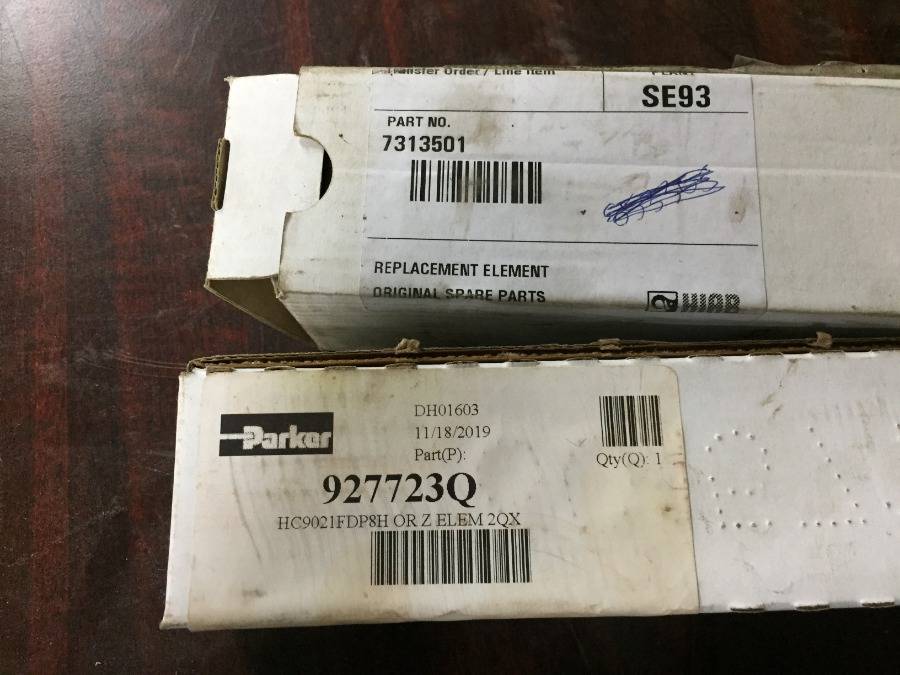 Transfer Order / Line Item
PLANT
SE93
PART NO.
7313501
REPLACEMENT ELEMENT
ORIGINAL SPARE PARTS
HIAB
Parker
DH01603
11/18/2019
Part(P):
Qty(Q): 1
927723Q
HC9021FDP8H OR Z ELEM 2QX